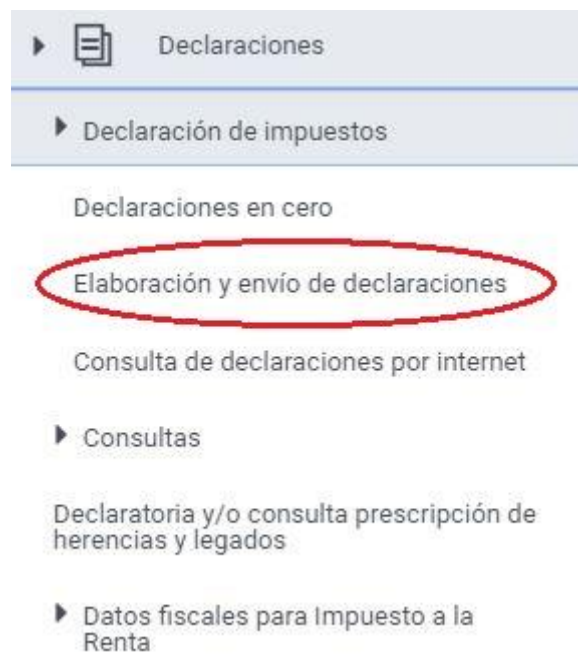 Declaraciones
Declaración de impuestos
Declaraciones en cero
Elaboración y envío de declaraciones
Consulta de declaraciones por internet
Consultas
Declaratoria y/o consulta prescripción de
herencias y legados
Datos fiscales para Impuesto a la
Renta